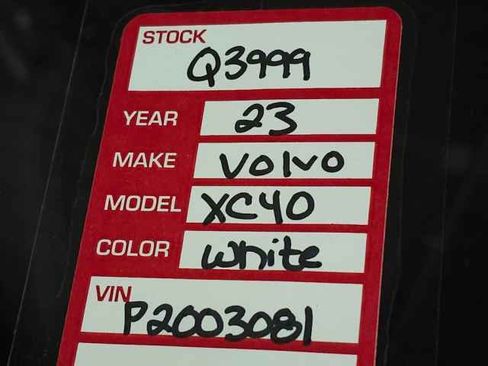 STOCK
Q3999
YEAR 23
MAKE VOLVO
MODEL XC40
COLOR White
VIN
P2003081